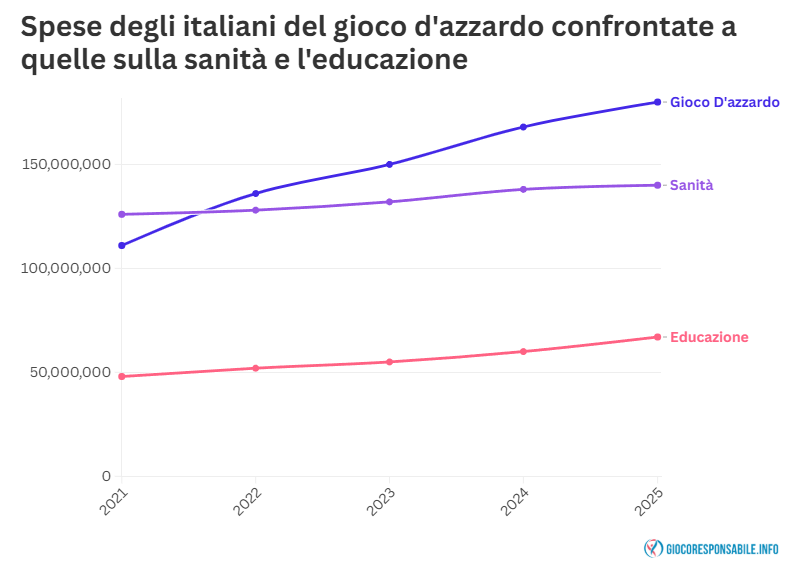 Spese degli italiani del gioco d'azzardo confrontate a
quelle sulla sanità e l'educazione
Gioco D'azzardo
150,000,000
Sanità
100,000,000
Educazione
50,000,000
0
2021
2022
2023
2024
2025
GIOCORESPONSABILE.INFO